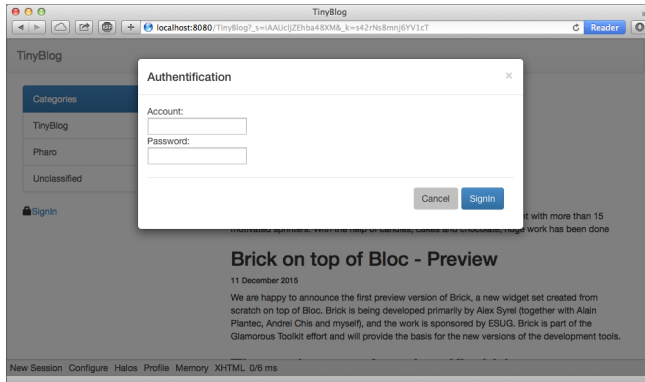 TinyBlog
localhost:8080/TinyBlog?_s=iAAUcljZEhba48XM&_k=s42rNs8mnj6YV1cT
Reader
TinyBlog
Authentification ×
Categories
Account:
TinyBlog
Password:
Pharo
Unclassified
Cancel SignIn
SignIn
nt with more than 15
motivated sprinters. With the help of candles, cakes and chocolate, huge work has been done
Brick on top of Bloc - Preview
11 December 2015
We are happy to announce the first preview version of Brick, a new widget set created from
scratch on top of Bloc. Brick is being developed primarily by Alex Syrel (together with Alain
Plantec, Andrei Chis and myself), and the work is sponsored by ESUG. Brick is part of the
Glamorous Toolkit effort and will provide the basis for the new versions of the development tools.
New Session Configure Halos Profile Memory XHTML 0/6 ms